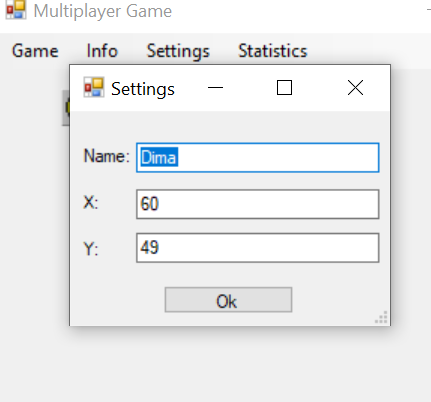 Multiplayer Game
Game Info Settings Statistics
Settings
Name: Dima
X: 60
Y: 49
Ok